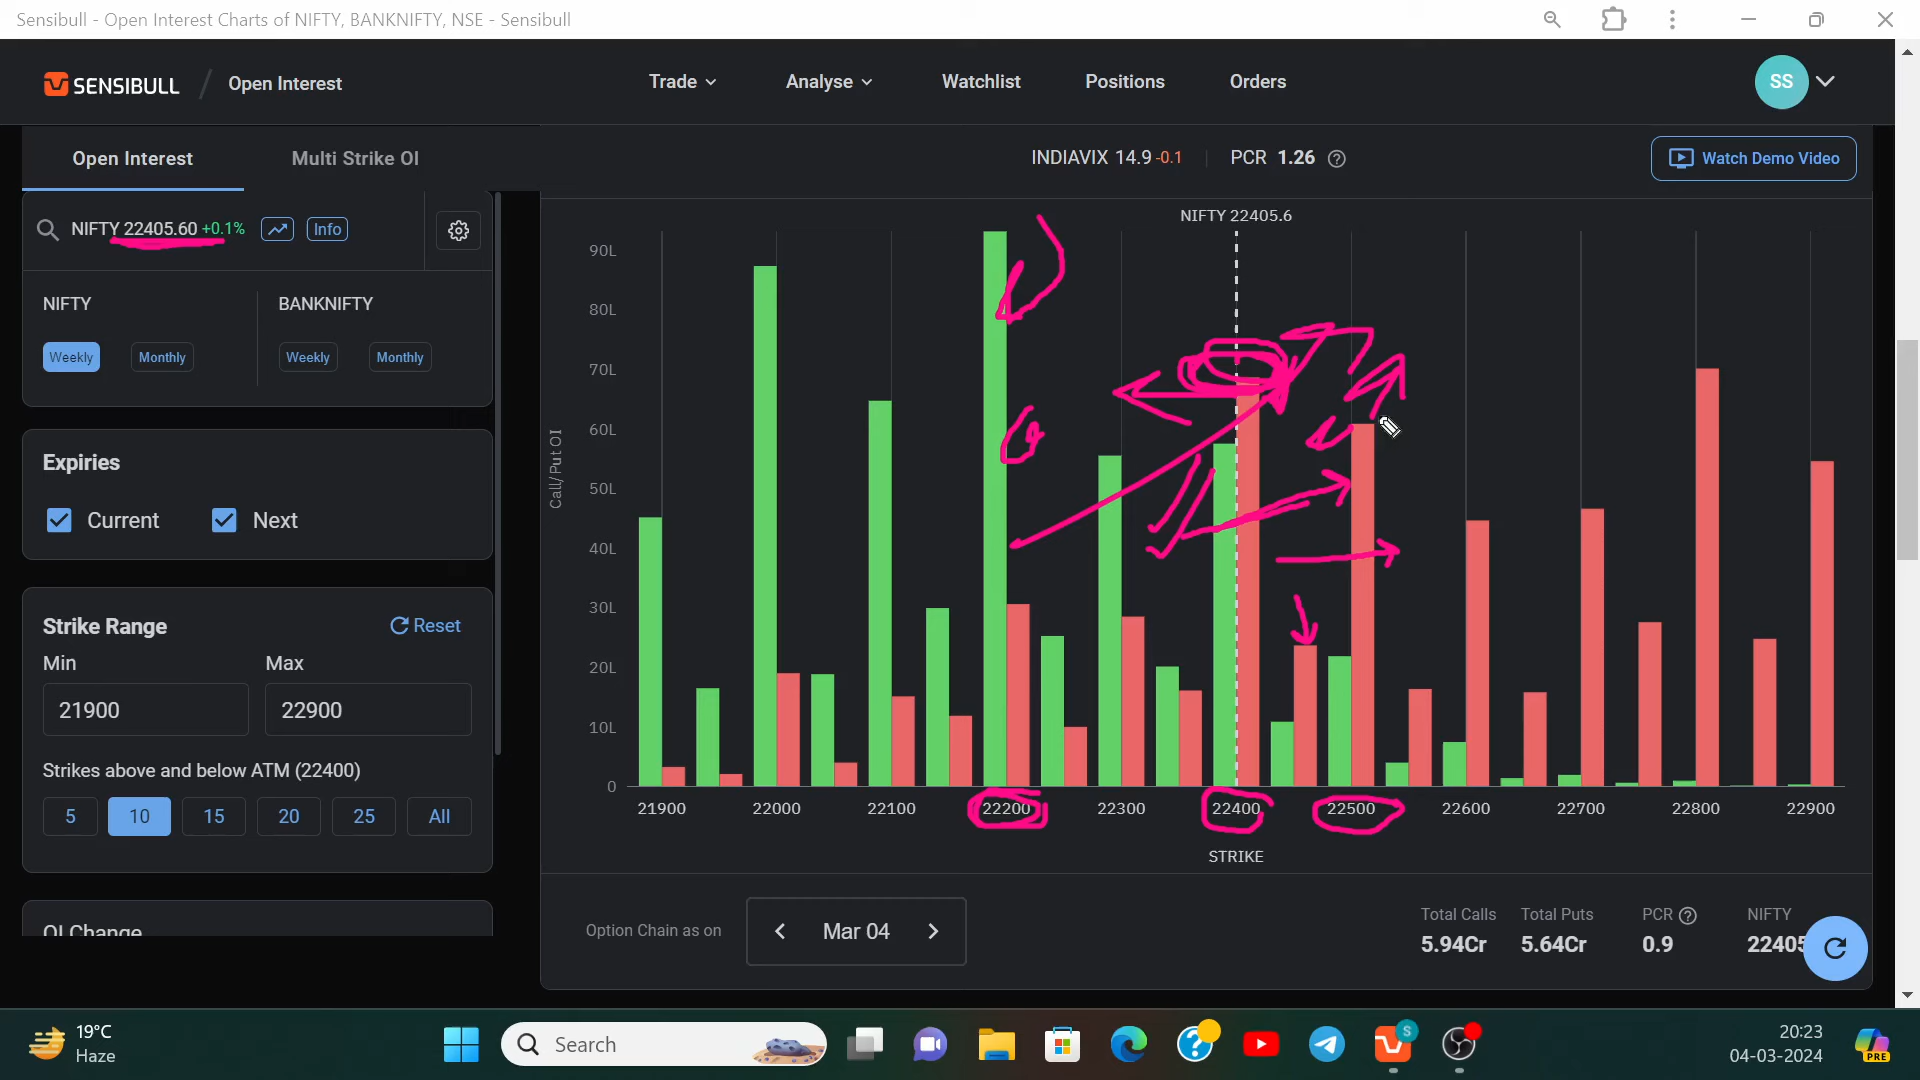 Sensibull - Open Interest Charts of NIFTY, BANKNIFTY, NSE - Sensibull
SENSIBULL / Open Interest
Trade
Analyse
Watchlist
Positions
Orders
SS
Open Interest
Multi Strike OI
INDIAVIX 14.9 -0.1
PCR 1.26
Watch Demo Video
NIFTY 22405.60 +0.1%
Info
NIFTY
BANKNIFTY
Weekly
Monthly
Weekly
Monthly
Expiries
Current
Next
Strike Range
Reset
Min
Max
21900
22900
Strikes above and below ATM (22400)
5
10
15
20
25
All
OI Change
NIFTY 22405.6
90L
80L
70L
60L
50L
40L
30L
20L
10L
0
Call/Put OI
21900
22000
22100
22200
22300
22400
22500
22600
22700
22800
22900
STRIKE
Option Chain as on
Mar 04
Total Calls
5.94Cr
Total Puts
5.64Cr
PCR
0.9
NIFTY
22405
19°C
Haze
Search
S
20:23
04-03-2024
PRE